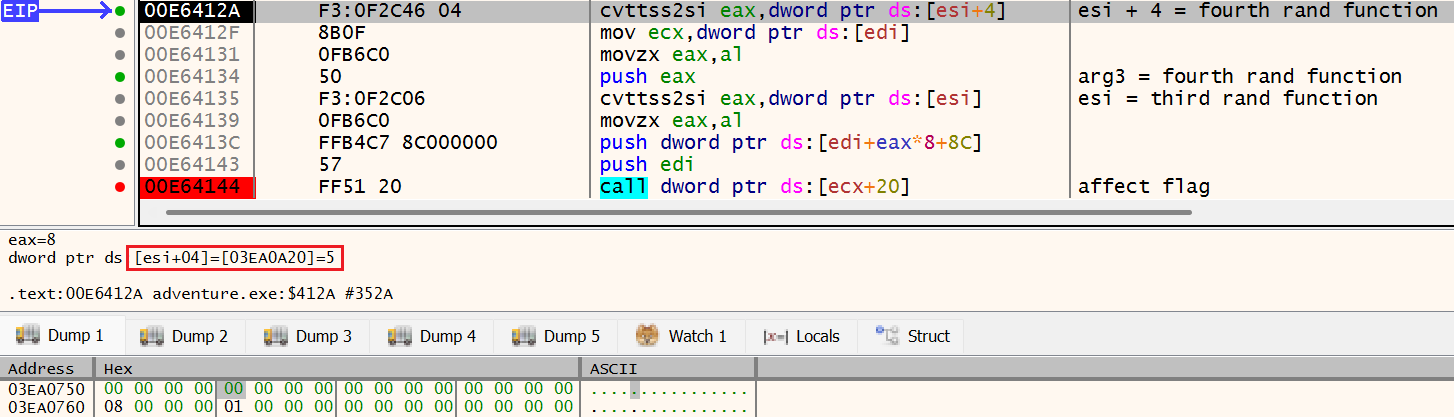 EIP
00E6412A F3:0F2C46 04 cvttss2si eax,dword ptr ds:[esi+4] esi + 4 = fourth rand function
00E6412F 8B0F mov ecx,dword ptr ds:[edi]
00E64131 0FB6C0 movzx eax,al
00E64134 50 push eax arg3 = fourth rand function
00E64135 F3:0F2C06 cvttss2si eax,dword ptr ds:[esi] esi = third rand function
00E64139 0FB6C0 movzx eax,al
00E6413C FFB4C7 8C000000 push dword ptr ds:[edi+eax*8+8C]
00E64143 57 push edi
00E64144 FF51 20 call dword ptr ds:[ecx+20] affect flag
eax=8
dword ptr ds [esi+04]=[03EA0A20]=5
.text:00E6412A adventure.exe:$412A #352A
Dump 1 Dump 2 Dump 3 Dump 4 Dump 5 Watch 1 |x=| Locals Struct
Address Hex ASCII
03EA0750 00 00 00 00 00 00 00 00 00 00 00 00 00 00 00 00 ................
03EA0760 08 00 00 00 01 00 00 00 00 00 00 00 00 00 00 00 ................